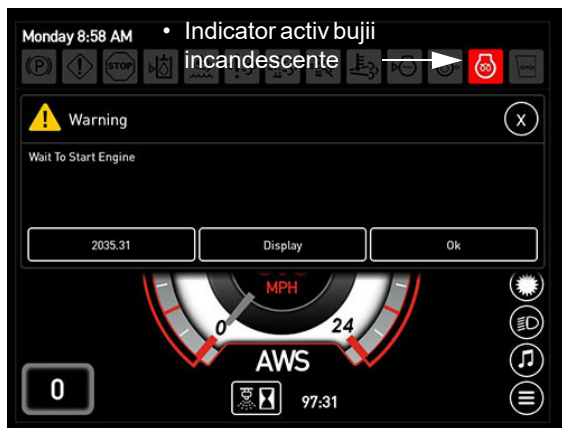 Monday 8:58 AM
• Indicator activ bujii
incandescente
STOP
Warning
X
Wait To Start Engine
2035.31
Display
Ok
MPH
0
24
AWS
0
97:31